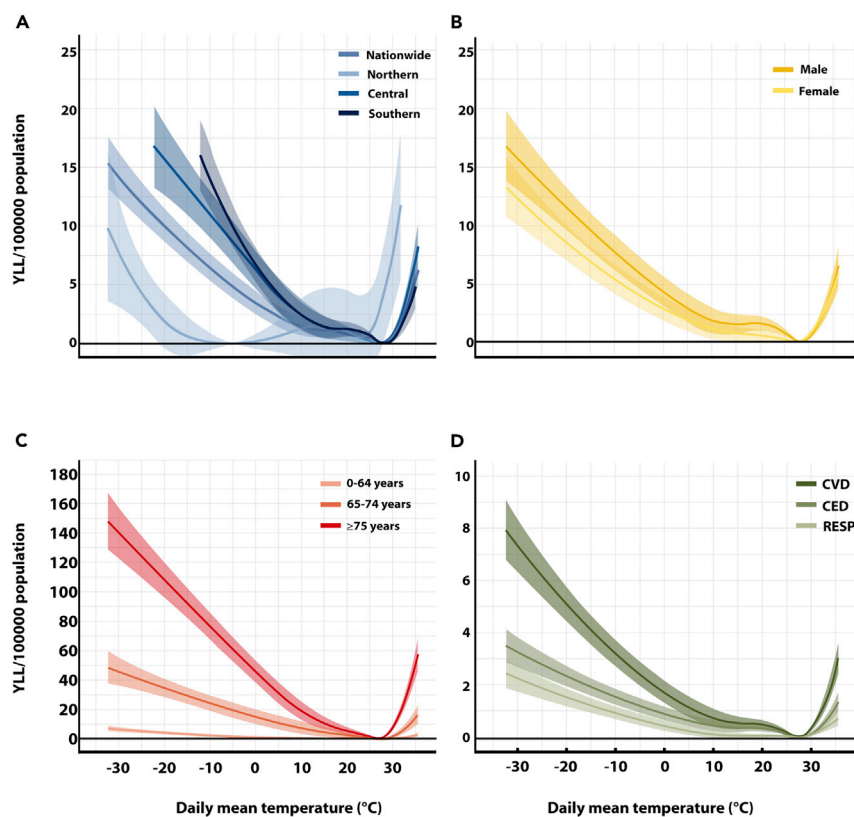 A
YLL/100000 population
25
20
15
10
5
0
Nationwide
Northern
Central
Southern
B
25
20
15
10
5
0
Male
Female
C
YLL/100000 population
180
160
140
120
100
80
60
40
20
0
0-64 years
65-74 years
≥75 years
-30 -20 -10 0 10 20 30
Daily mean temperature (°C)
D
10
8
6
4
2
0
CVD
CED
RESP
-30 -20 -10 0 10 20 30
Daily mean temperature (°C)